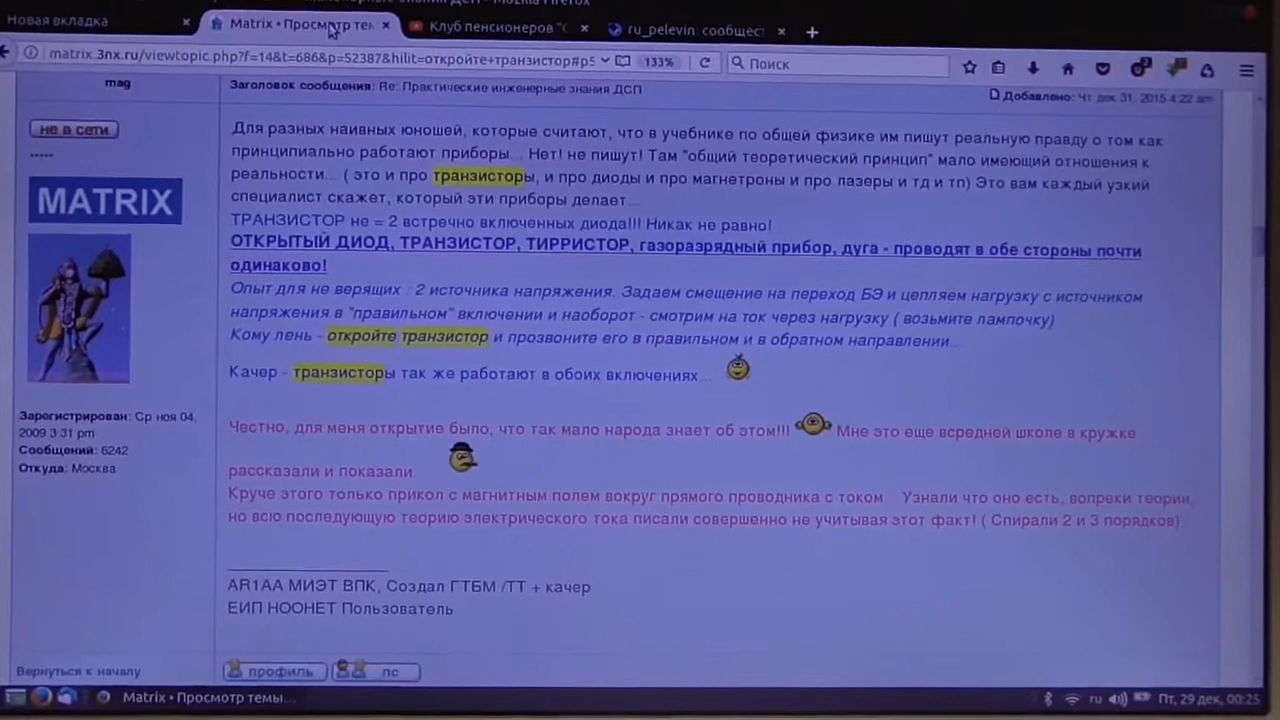 Новая вкладка
Matrix • Просмотр тем
Клуб пенсионеров "С
ru_pelevin: сообщест
matrix.3nx.ru/viewtopic.php?f=14&t=686&p=52387&hilit=откройте+транзистор#p5
133%
Поиск
mag
Заголовок сообщения: Re: Практические инженерные знания ДСП
Добавлено: Чт дек 31, 2015 4:22 am
не в сети
-----
MATRIX
Для разных наивных юношей, которые считают, что в учебнике по общей физике им пишут реальную правду о том как
принципиально работают приборы... Нет! не пишут! Там "общий теоретический принцип" мало имеющий отношения к
реальности... ( это и про транзисторы, и про диоды и про магнетроны и про лазеры и тд и тп) Это вам каждый узкий
специалист скажет, который эти приборы делает...
ТРАНЗИСТОР не = 2 встречно включенных диода!!! Никак не равно!
ОТКРЫТЫЙ ДИОД, ТРАНЗИСТОР, ТИРРИСТОР, газоразрядный прибор, дуга - проводят в обе стороны почти
одинаково!
Опыт для не верящих : 2 источника напряжения. Задаем смещение на переход БЭ и цепляем нагрузку с источником
напряжения в "правильном" включении и наоборот - смотрим на ток через нагрузку ( возьмите лампочку)
Кому лень - откройте транзистор и прозвоните его в правильном и в обратном направлении...
Качер - транзисторы так же работают в обоих включениях...
Честно, для меня открытие было, что так мало народа знает об этом!!! Мне это еще всредней школе в кружке
рассказали и показали.
Круче этого только прикол с магнитным полем вокруг прямого проводника с током... Узнали что оно есть, вопреки теории,
но всю последующую теорию электрического тока писали совершенно не учитывая этот факт! ( Спирали 2 и 3 порядков)
Зарегистрирован: Ср ноя 04,
2009 3:31 pm
Сообщений: 6242
Откуда: Москва
AR1AA МИЭТ ВПК, Создал ГТБМ /ТТ + качер
ЕИП НООНЕТ Пользователь
Вернуться к началу
профиль
лс
Matrix • Просмотр темы...
ru
Пт, 29 дек, 00:25